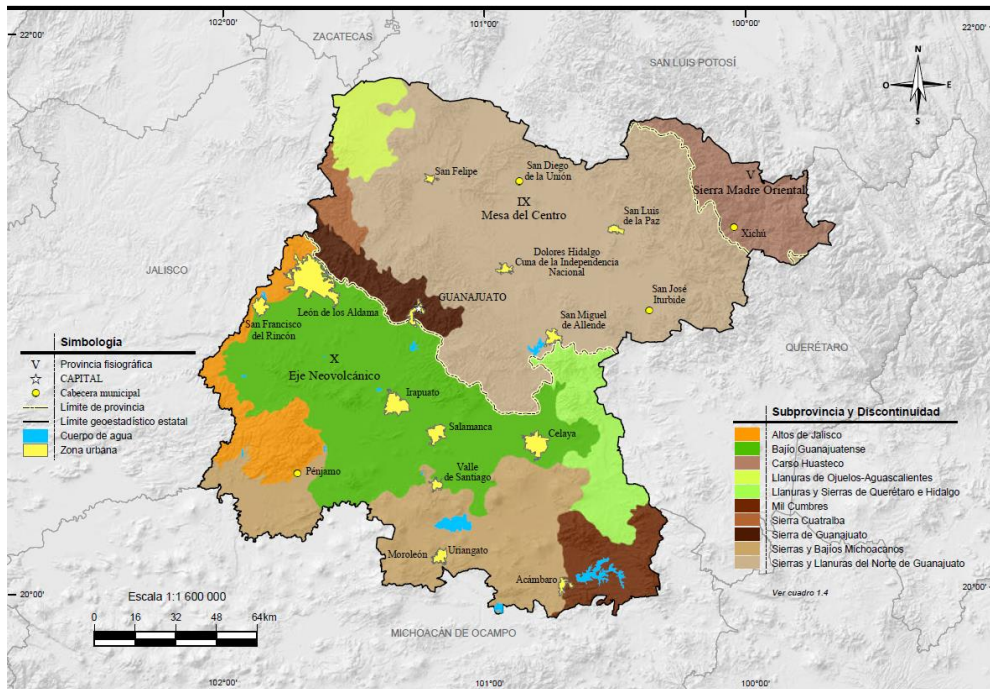 102°00'
101°00'
100°00'
22°00'
22°00'
ZACATECAS
SAN LUIS POTOSÍ
N
O
E
S
San Felipe
San Diego
de la Unión
V
Sierra Madre Oriental
IX
Mesa del Centro
San Luis
de la Paz
Xichú
Dolores Hidalgo
Cuna de la Independencia
Nacional
JALISCO
GUANAJUATO
San José
Iturbide
León de los Aldama
San Francisco
del Rincón
San Miguel
de Allende
QUERÉTARO
X
Eje Neovolcánico
Irapuato
Salamanca
Celaya
Pénjamo
Valle
de Santiago
Moroleón
Uriangato
Acámbaro
MICHOACÁN DE OCAMPO
Simbología
V Provincia fisiográfica
CAPITAL
Cabecera municipal
Límite de provincia
Límite geoestadístico estatal
Cuerpo de agua
Zona urbana
Subprovincia y Discontinuidad
Altos de Jalisco
Bajío Guanajuatense
Carso Huasteco
Llanuras de Ojuelos-Aguascalientes
Llanuras y Sierras de Querétaro e Hidalgo
Mil Cumbres
Sierra Cuatralba
Sierra de Guanajuato
Sierras y Bajíos Michoacanos
Sierras y Llanuras del Norte de Guanajuato
Ver cuadro 1.4
20°00'
20°00'
Escala 1:1 600 000
0 16 32 48 64km
102°00'
101°00'
100°00'